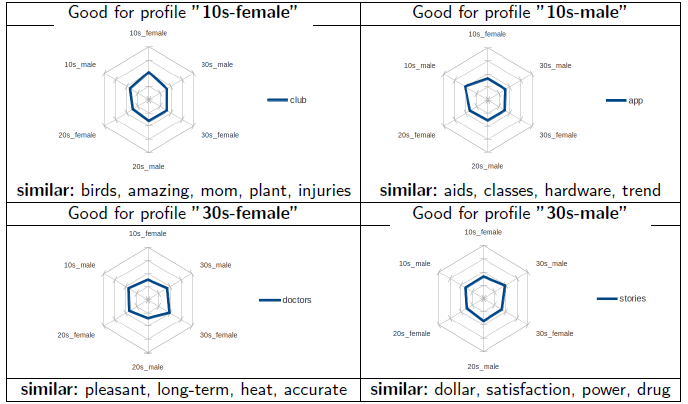 Good for profile "10s-female"
10s_female
10s_male
30s_male
club
20s_female
30s_female
20s_male
similar: birds, amazing, mom, plant, injuries
Good for profile "10s-male"
10s_female
10s_male
30s_male
app
20s_female
30s_female
20s_male
similar: aids, classes, hardware, trend
Good for profile "30s-female"
10s_female
10s_male
30s_male
doctors
20s_female
30s_female
20s_male
similar: pleasant, long-term, heat, accurate
Good for profile "30s-male"
10s_female
10s_male
30s_male
stories
20s_female
30s_female
20s_male
similar: dollar, satisfaction, power, drug